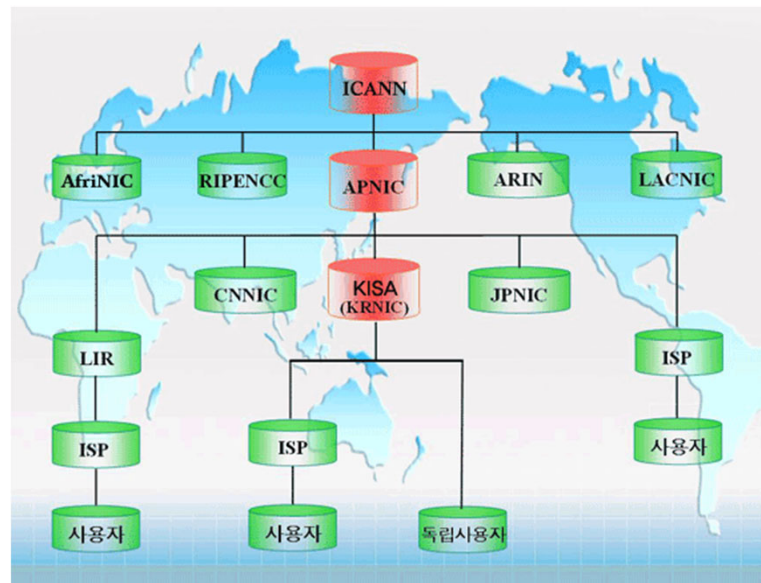 ICANN
AfriNIC
RIPENCC
APNIC
ARIN
LACNIC
CNNIC
KISA
(KRNIC)
JPNIC
LIR
ISP
ISP
ISP
사용자
사용자
사용자
독립사용자